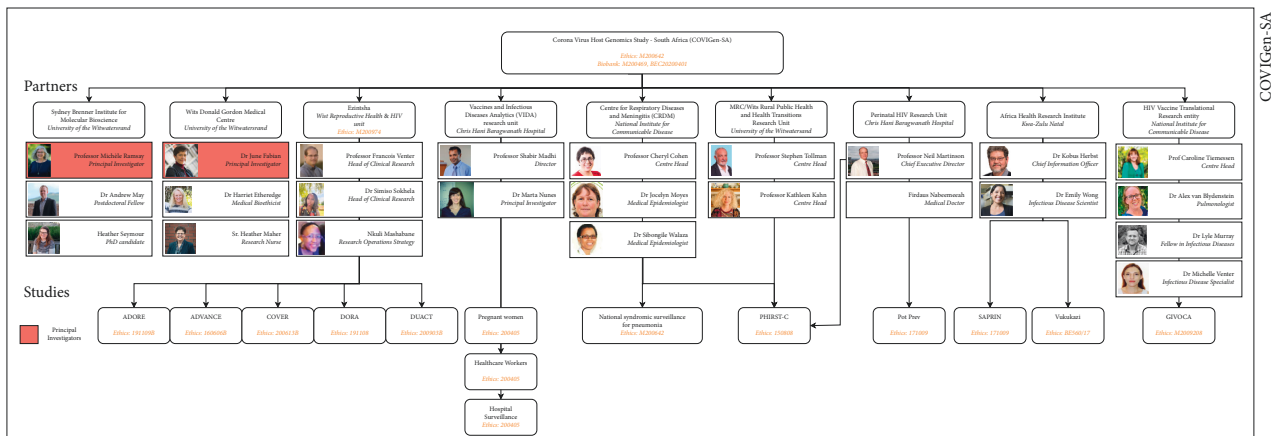 COVIGen-SA
Corona Virus Host Genomics Study - South Africa (COVIGen-SA)
Ethics: M200642
Biobank: M200469, BEC20200401
Partners
Sydney Brenner Institute for
Molecular Bioscience
University of the Witwatersrand
Professor Michèle Ramsay
Principal Investigator
Dr Andrew May
Postdoctoral Fellow
Heather Seymour
PhD candidate
Wits Donald Gordon Medical
Centre
University of the Witwatersrand
Dr June Fabian
Principal Investigator
Dr Harriet Etheredge
Medical Bioethicist
Sr. Heather Maher
Research Nurse
Ezintsha
Wist Reproductive Health & HIV
unit
Ethics: M200974
Professor Francois Venter
Head of Clinical Research
Dr Simiso Sokhela
Head of Clinical Research
Nkuli Mashabane
Research Operations Strategy
Vaccines and Infectious
Diseases Analytics (VIDA)
research unit
Chris Hani Baragwanath Hospital
Professor Shabir Madhi
Director
Dr Marta Nunes
Principal Investigator
Centre for Respiratory Diseases
and Meningitis (CRDM)
National Institute for
Communicable Disease
Professor Cheryl Cohen
Centre Head
Dr Jocelyn Moyes
Medical Epidemiologist
Dr Sibongile Walaza
Medical Epidemiologist
MRC/Wits Rural Public Health
and Health Transitions
Research Unit
University of the Witwatersrand
Professor Stephen Tollman
Centre Head
Professor Kathleen Kahn
Centre Head
Perinatal HIV Research Unit
Chris Hani Baragwanath Hospital
Professor Neil Martinson
Chief Executive Director
Firdaus Nabeemeeah
Medical Doctor
Africa Health Research Institute
Kwa-Zulu Natal
Dr Kobus Herbst
Chief Information Officer
Dr Emily Wong
Infectious Disease Scientist
HIV Vaccine Translational
Research entity
National Institute for
Communicable Disease
Prof Caroline Tiemessen
Centre Head
Dr Alex van Blydenstein
Pulmonologist
Dr Lyle Murray
Fellow in Infectious Diseases
Dr Michelle Venter
Infectious Disease Specialist
Studies
Principal
Investigators
ADORE
Ethics: 191109B
ADVANCE
Ethics: 160606B
COVER
Ethics: 200615B
DORA
Ethics: 191108
DUACT
Ethics: 200805B
Pregnant women
Ethics: 200405
Healthcare Workers
Ethics: 200405
Hospital
Surveillance
Ethics: 200405
National syndromic surveillance
for pneumonia
Ethics: M200642
PHIRST-C
Ethics: 150808
Pot Prev
Ethics: 171009
SAPRIN
Ethics: 171009
Vukuzazi
Ethics: BE560/17
GIVOCA
Ethics: M2009208